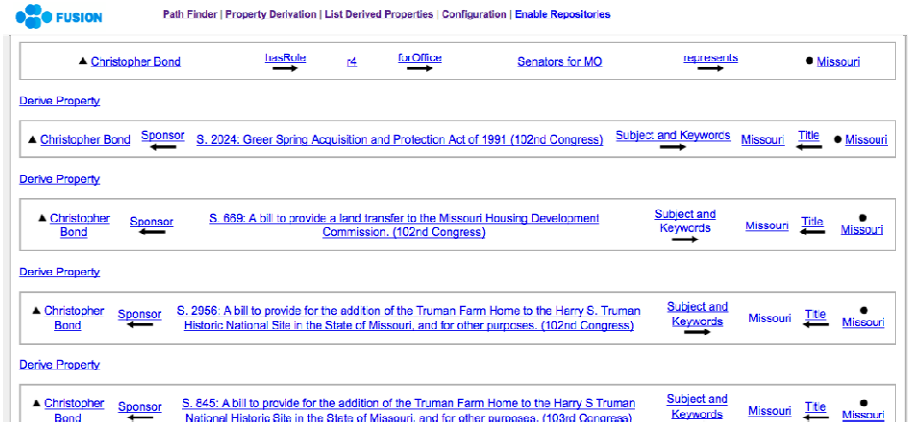 FUSION Path Finder | Property Derivation | List Derived Properties | Configuration | Enable Repositories
Christopher Bond hasRole r4 forOffice Senators for MO represents Missouri
Derive Property
Christopher Bond Sponsor S. 2024: Greer Spring Acquisition and Protection Act of 1991 (102nd Congress) Subject and Keywords Missouri Title Missouri
Derive Property
Christopher Bond Sponsor S. 669: A bill to provide a land transfer to the Missouri Housing Development Commission. (102nd Congress) Subject and Keywords Missouri Title Missouri
Derive Property
Christopher Bond Sponsor S. 2956: A bill to provide for the addition of the Truman Farm Home to the Harry S. Truman Historic National Site in the State of Missouri, and for other purposes. (102nd Congress) Subject and Keywords Missouri Title Missouri
Derive Property
Christopher Bond Sponsor S. 845: A bill to provide for the addition of the Truman Farm Home to the Harry S Truman National Historic Site in the State of Missouri, and for other purposes. (103rd Congress) Subject and Keywords Missouri Title Missouri